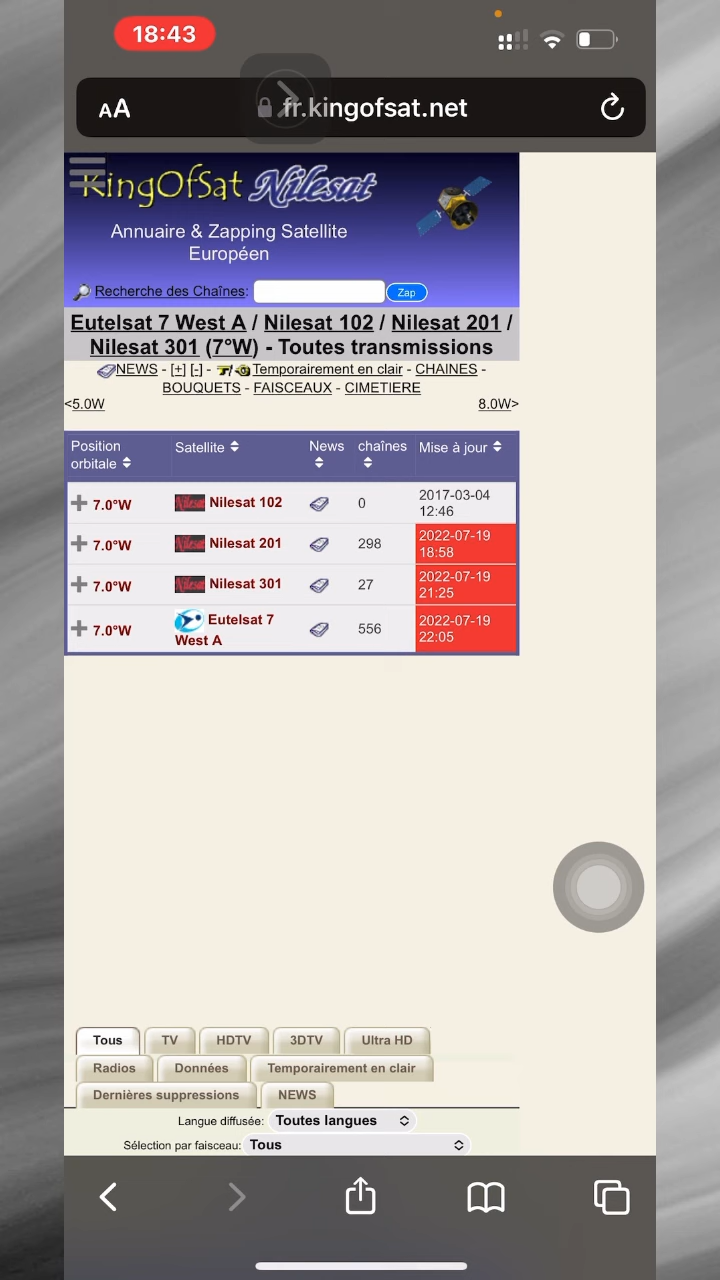 18:43
AA fr.kingofsat.net
KingOfSat Nilesat
Annuaire & Zapping Satellite
Européen
Recherche des Chaînes: Zap
Eutelsat 7 West A / Nilesat 102 / Nilesat 201 /
Nilesat 301 (7°W) - Toutes transmissions
NEWS - [+] [-] - Temporairement en clair - CHAINES -
BOUQUETS - FAISCEAUX - CIMETIERE
<5.0W 8.0W>
Position orbitale Satellite News chaînes Mise à jour
7.0°W Nilesat 102 0 2017-03-04 12:46
7.0°W Nilesat 201 298 2022-07-19 18:58
7.0°W Nilesat 301 27 2022-07-19 21:25
7.0°W Eutelsat 7 West A 556 2022-07-19 22:05
Tous TV HDTV 3DTV Ultra HD
Radios Données Temporairement en clair
Dernières suppressions NEWS
Langue diffusée: Toutes langues
Sélection par faisceau: Tous